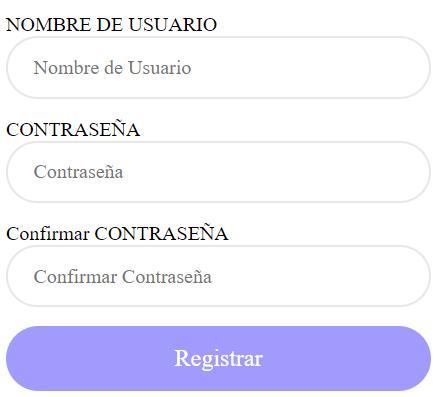 NOMBRE DE USUARIO
Nombre de Usuario
CONTRASEÑA
Contraseña
Confirmar CONTRASEÑA
Confirmar Contraseña
Registrar